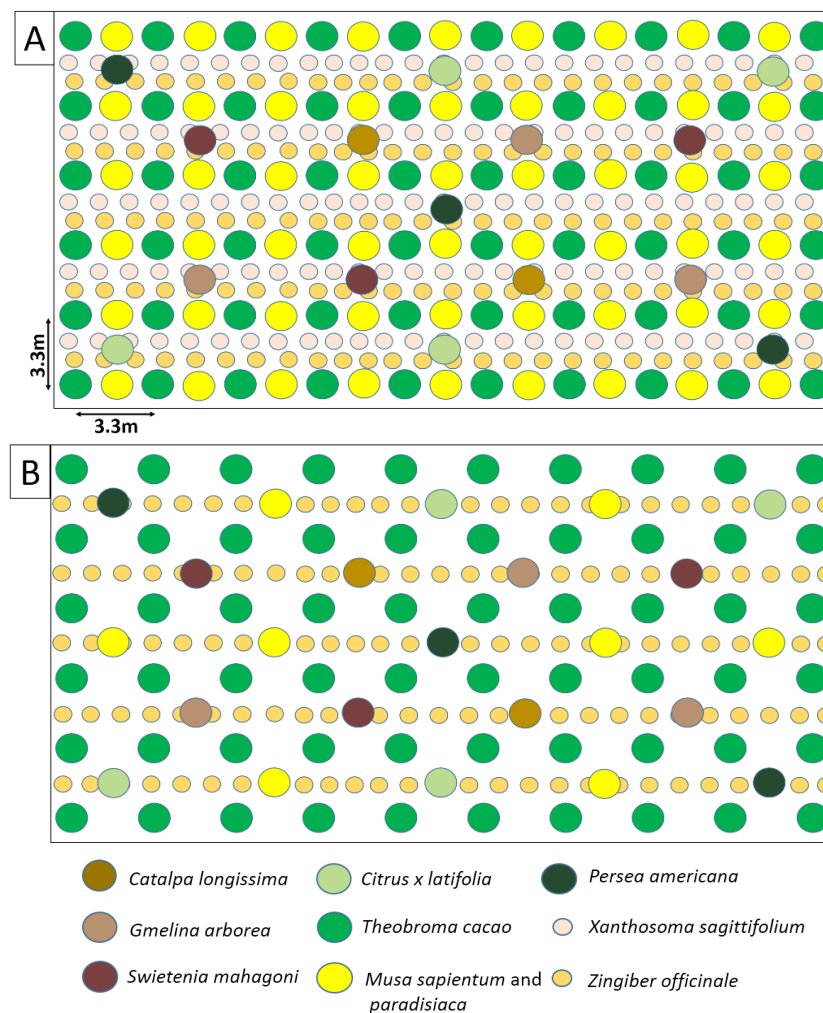 A
3.3m
3.3m
B
Catalpa longissima
Citrus x latifolia
Persea americana
Gmelina arborea
Theobroma cacao
Xanthosoma sagittifolium
Swietenia mahagoni
Musa sapientum and
paradisiaca
Zingiber officinale